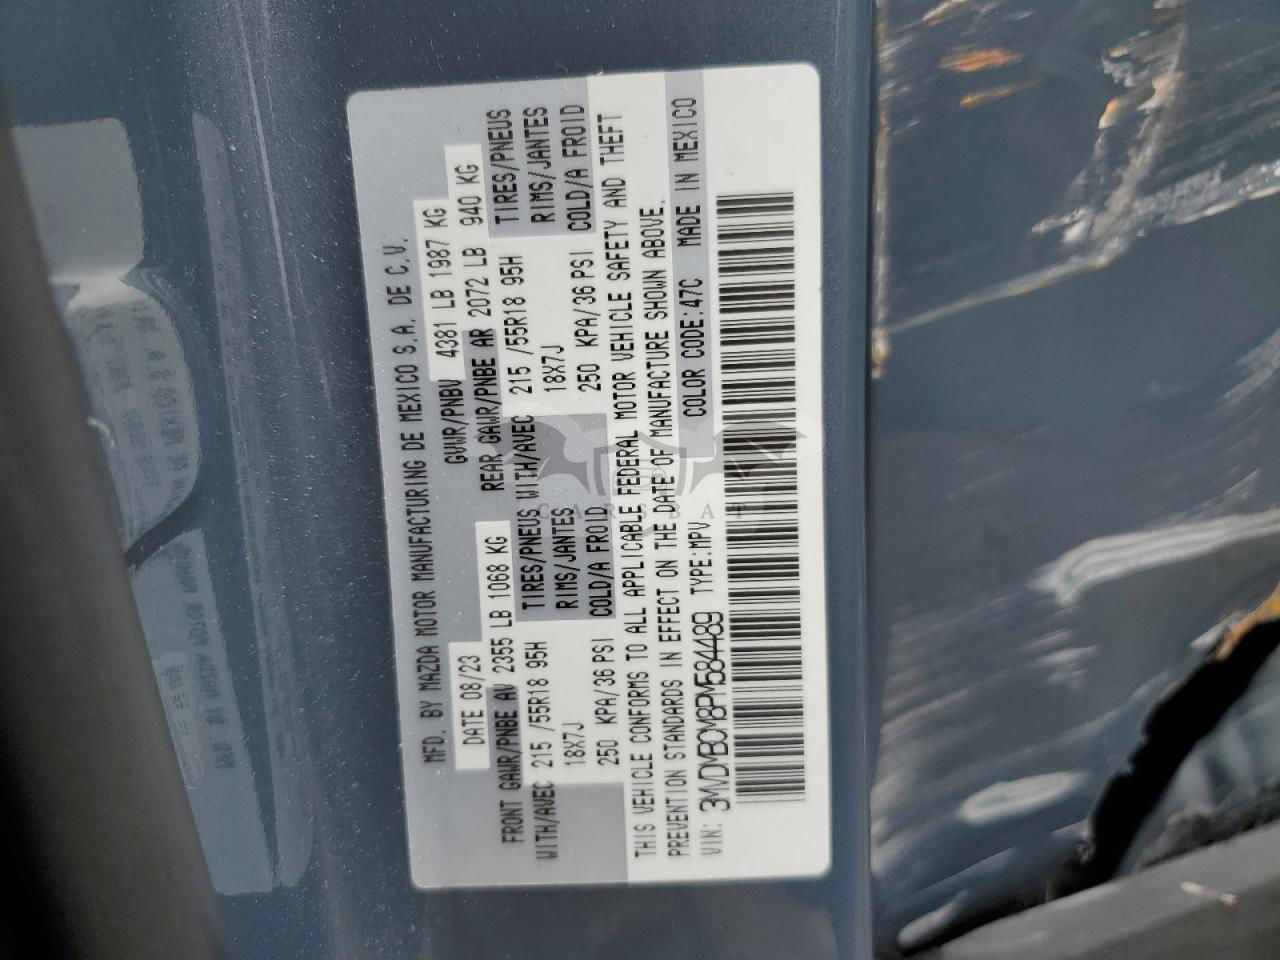 MFD. BY MAZDA MOTOR MANUFACTURING DE MEXICO S.A. DE C.V.
DATE 08/23 GVWR/PNBV 4381 LB 1987 KG
FRONT GAWR/PNBE AV 2355 LB 1068 KG REAR GAWR/PNBE AR 2072 LB 940 KG
WITH/AVEC 215 /55R18 95H TIRES/PNEUS WITH/AVEC 215 /55R18 95H TIRES/PNEUS
18X7J RIMS/JANTES 18X7J RIMS/JANTES
250 KPA/36 PSI COLD/A FROID 250 KPA/36 PSI COLD/A FROID
THIS VEHICLE CONFORMS TO ALL APPLICABLE FEDERAL MOTOR VEHICLE SAFETY AND THEFT
PREVENTION STANDARDS IN EFFECT ON THE DATE OF MANUFACTURE SHOWN ABOVE.
VIN: 3MVDMBCM8PM584489 TYPE:MPV COLOR CODE:47C MADE IN MEXICO
CARSBAT